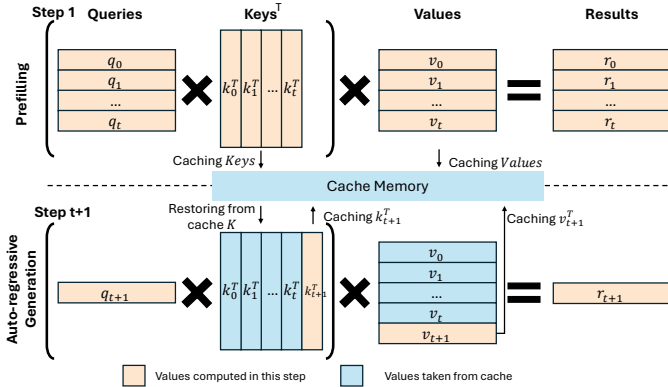 Step 1
Queries
Keys^T
Values
Results
Prefilling
q_0
q_1
...
q_t
k_0^T k_1^T ... k_t^T
v_0
v_1
...
v_t
r_0
r_1
...
r_t
Caching Keys
Caching Values
Cache Memory
Step t+1
Restoring from
cache K
Caching k_{t+1}^T
Caching v_{t+1}^T
Auto-regressive
Generation
q_{t+1}
k_0^T k_1^T ... k_t^T k_{t+1}^T
v_0
v_1
...
v_t
v_{t+1}
r_{t+1}
Values computed in this step
Values taken from cache